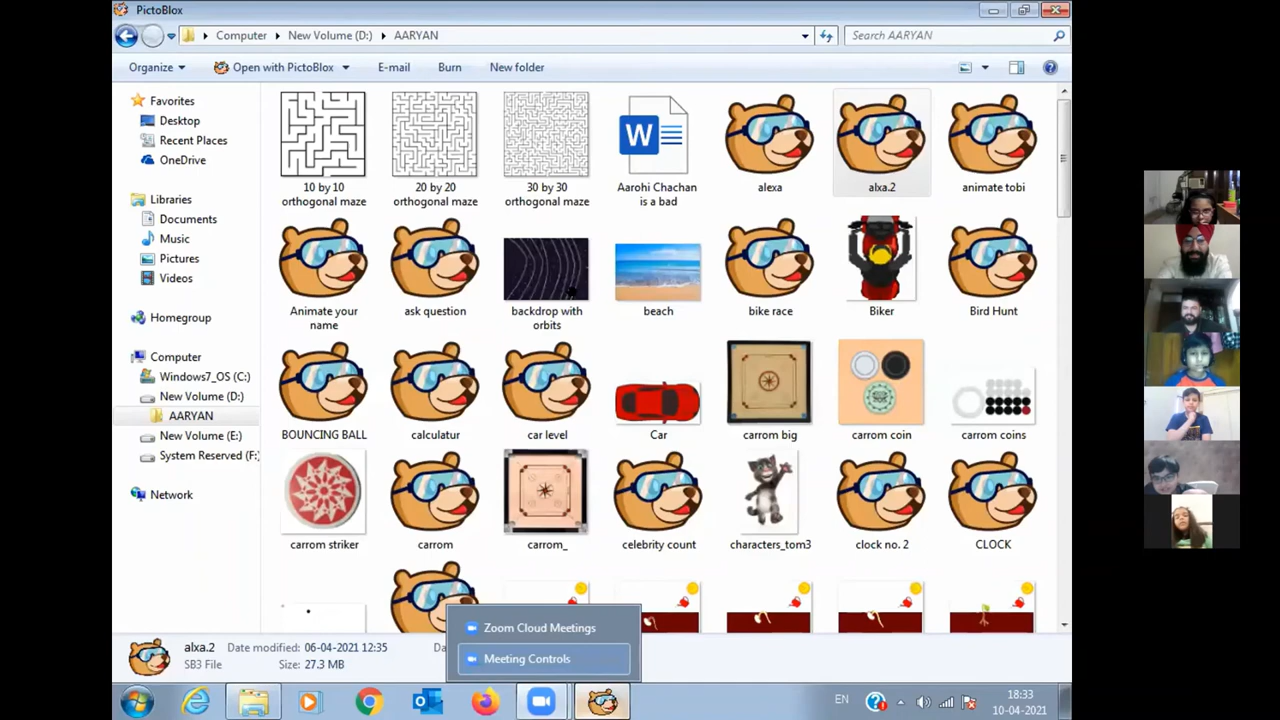 PictoBlox
Computer New Volume (D:) AARYAN
Search AARYAN
Organize Open with PictoBlox E-mail Burn New folder
Favorites
Desktop
Recent Places
OneDrive
Libraries
Documents
Music
Pictures
Videos
Homegroup
Computer
Windows7_OS (C:)
New Volume (D:)
AARYAN
New Volume (E:)
System Reserved (F:)
Network
10 by 10
orthogonal maze
20 by 20
orthogonal maze
30 by 30
orthogonal maze
W
Aarohi Chachan
is a bad
alexa
alxa.2
animate tobi
Animate your
name
ask question
backdrop with
orbits
beach
bike race
Biker
Bird Hunt
BOUNCING BALL
calculatur
car level
Car
carrom big
carrom coin
carrom coins
carrom striker
carrom
carrom_
celebrity count
characters_tom3
clock no. 2
CLOCK
Zoom Cloud Meetings
Meeting Controls
alxa.2 Date modified: 06-04-2021 12:35
SB3 File Size: 27.3 MB
EN
18:33
10-04-2021